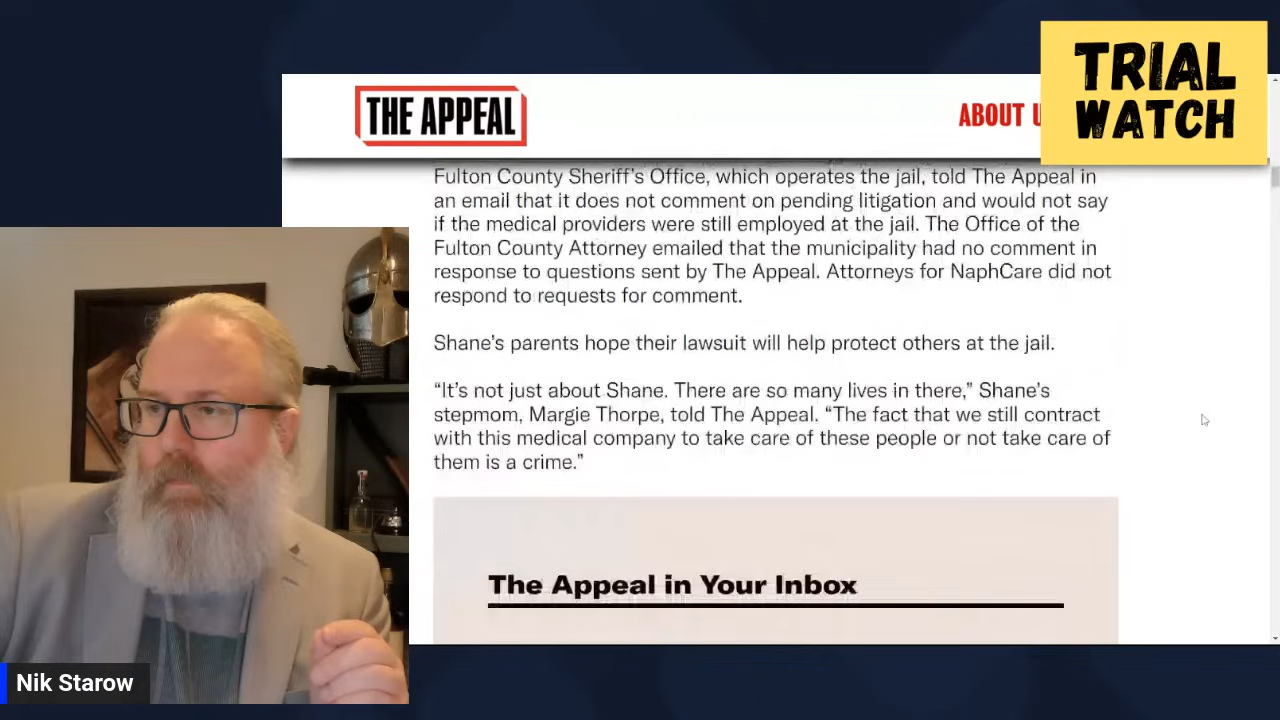 TRIAL
WATCH
THE APPEAL
ABOUT
Fulton County Sheriff’s Office, which operates the jail, told The Appeal in
an email that it does not comment on pending litigation and would not say
if the medical providers were still employed at the jail. The Office of the
Fulton County Attorney emailed that the municipality had no comment in
response to questions sent by The Appeal. Attorneys for NaphCare did not
respond to requests for comment.
Shane’s parents hope their lawsuit will help protect others at the jail.
“It’s not just about Shane. There are so many lives in there,” Shane’s
stepmom, Margie Thorpe, told The Appeal. “The fact that we still contract
with this medical company to take care of these people or not take care of
them is a crime.”
The Appeal in Your Inbox
Nik Starow